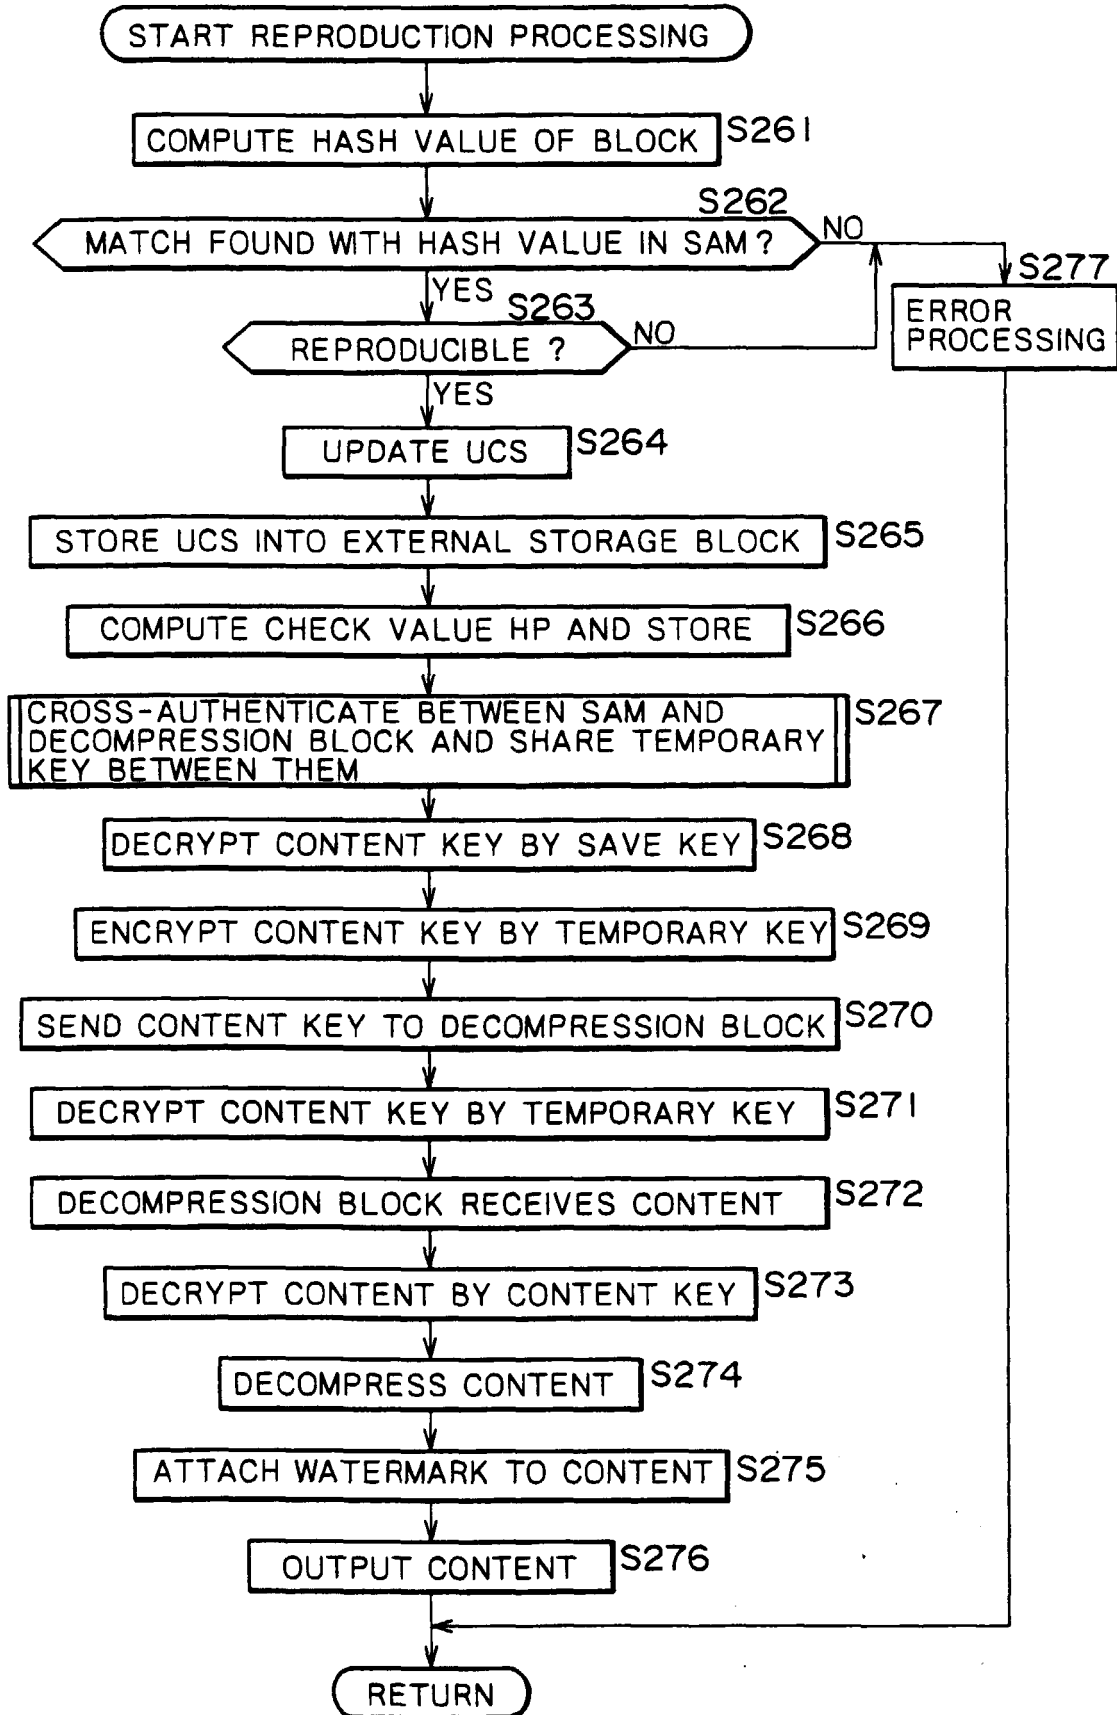 START REPRODUCTION PROCESSING
COMPUTE HASH VALUE OF BLOCK
S261
S262
MATCH FOUND WITH HASH VALUE IN SAM ?
NO
YES
S263
REPRODUCIBLE ?
NO
S277
ERROR
PROCESSING
YES
UPDATE UCS
S264
STORE UCS INTO EXTERNAL STORAGE BLOCK
S265
COMPUTE CHECK VALUE HP AND STORE
S266
CROSS-AUTHENTICATE BETWEEN SAM AND
DECOMPRESSION BLOCK AND SHARE TEMPORARY
KEY BETWEEN THEM
S267
DECRYPT CONTENT KEY BY SAVE KEY
S268
ENCRYPT CONTENT KEY BY TEMPORARY KEY
S269
SEND CONTENT KEY TO DECOMPRESSION BLOCK
S270
DECRYPT CONTENT KEY BY TEMPORARY KEY
S271
DECOMPRESSION BLOCK RECEIVES CONTENT
S272
DECRYPT CONTENT BY CONTENT KEY
S273
DECOMPRESS CONTENT
S274
ATTACH WATERMARK TO CONTENT
S275
OUTPUT CONTENT
S276
RETURN